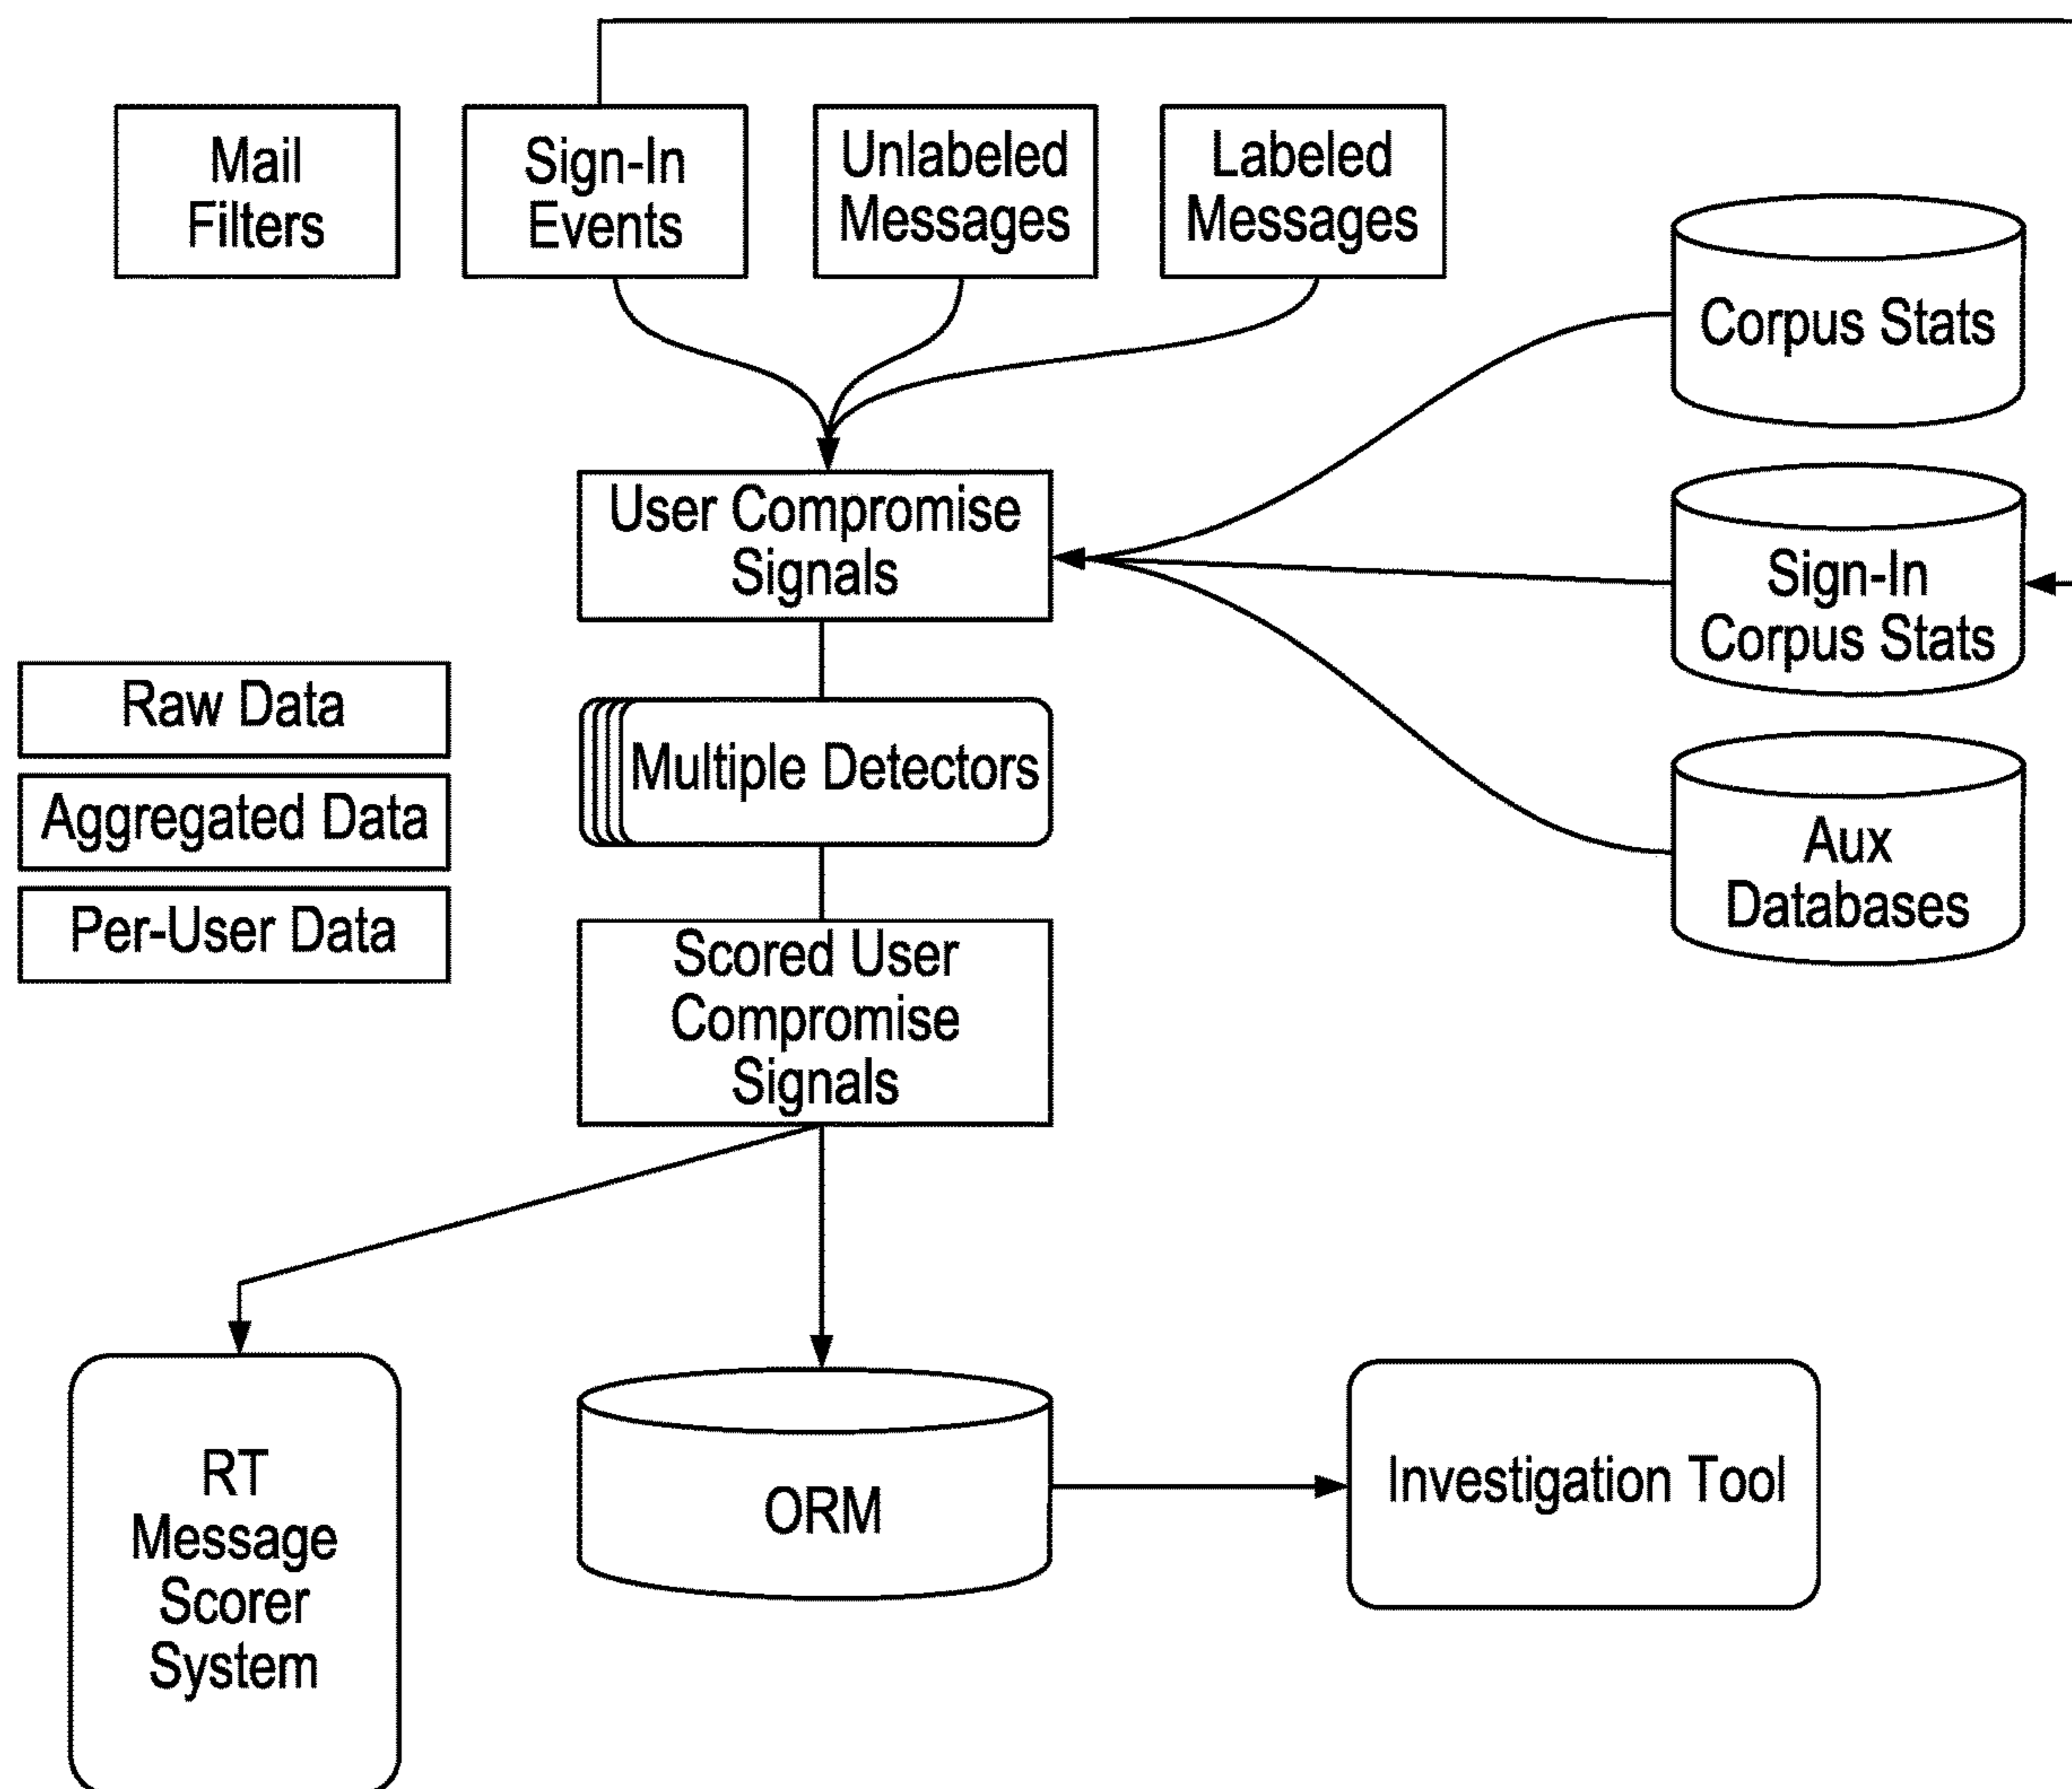 Mail
Filters
Sign-In
Events
Unlabeled
Messages
Labeled
Messages
Corpus Stats
User Compromise
Signals
Sign-In
Corpus Stats
Raw Data
Aggregated Data
Per-User Data
Multiple Detectors
Aux
Databases
Scored User
Compromise
Signals
RT
Message
Scorer
System
ORM
Investigation Tool